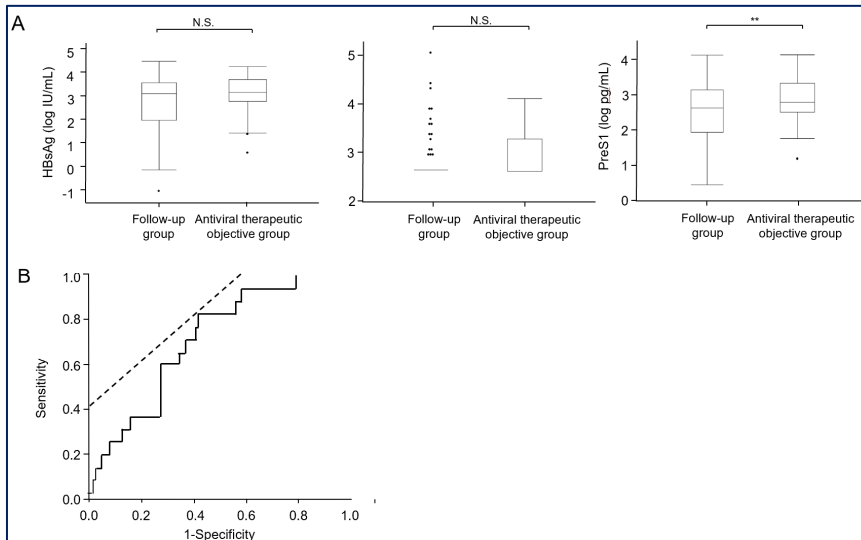 A
N.S.
5
4
3
2
1
0
-1
HBsAg (log IU/mL)
Follow-up
group
Antiviral therapeutic
objective group
N.S.
5
4
3
2
Follow-up
group
Antiviral therapeutic
objective group
**
4
3
2
1
0
PreS1 (log pg/mL)
Follow-up
group
Antiviral therapeutic
objective group
B
1.0
0.8
0.6
0.4
0.2
0.0
Sensitivity
0.0
0.2
0.4
0.6
0.8
1.0
1-Specificity